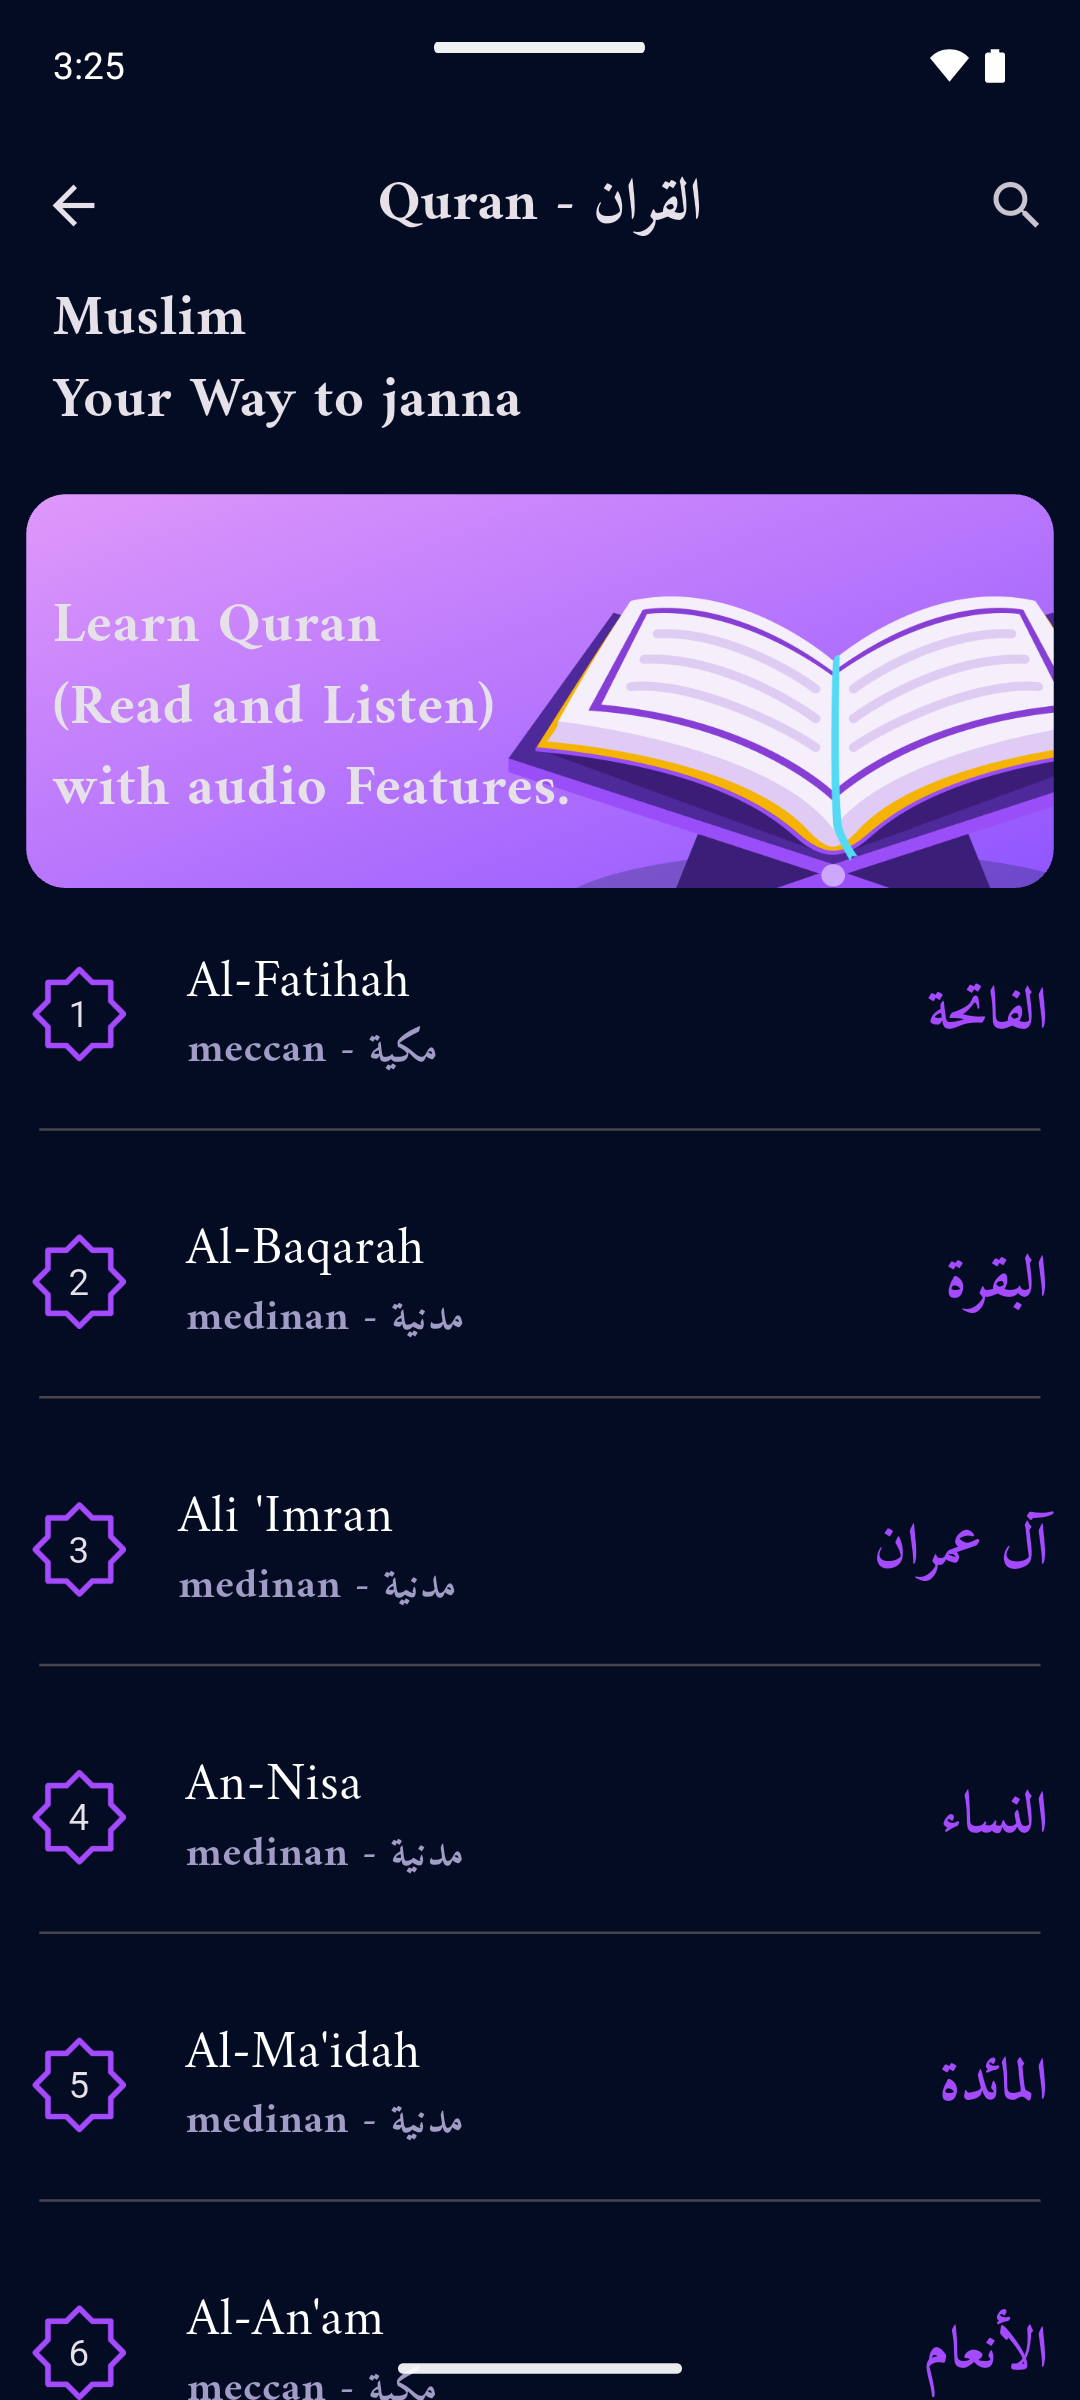 3:25
Quran - القران
Muslim
Your Way to janna
Learn Quran
(Read and Listen)
with audio Features.
1
Al-Fatihah
meccan - مكية
الفاتحة
2
Al-Baqarah
medinan - مدنية
البقرة
3
Ali 'Imran
medinan - مدنية
آل عمران
4
An-Nisa
medinan - مدنية
النساء
5
Al-Ma'idah
medinan - مدنية
المائدة
6
Al-An'am
meccan - مكية
الأنعام